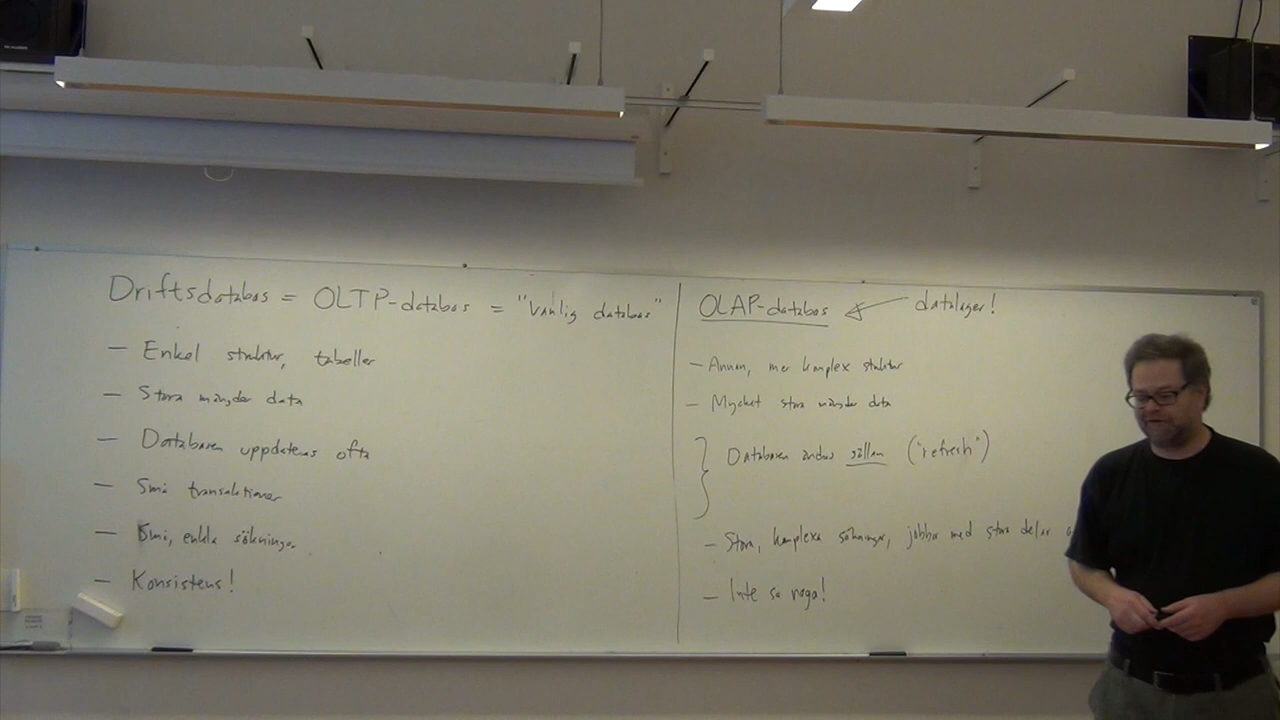 Driftsdatabas = OLTP-databas = "Vanlig databas"
— Enkel struktur, tabeller
— Stora mängder data
— Databasen uppdateras ofta
— Små transaktioner
— Små, enkla sökningar
— Konsistens!
OLAP-databas ← datalager!
— Annan, mer komplex struktur
— Mycket stora mängder data
Databasen ändras sällan ("refresh")
— Stora, komplexa sökningar, jobbar med stora delar
— Inte så noga!